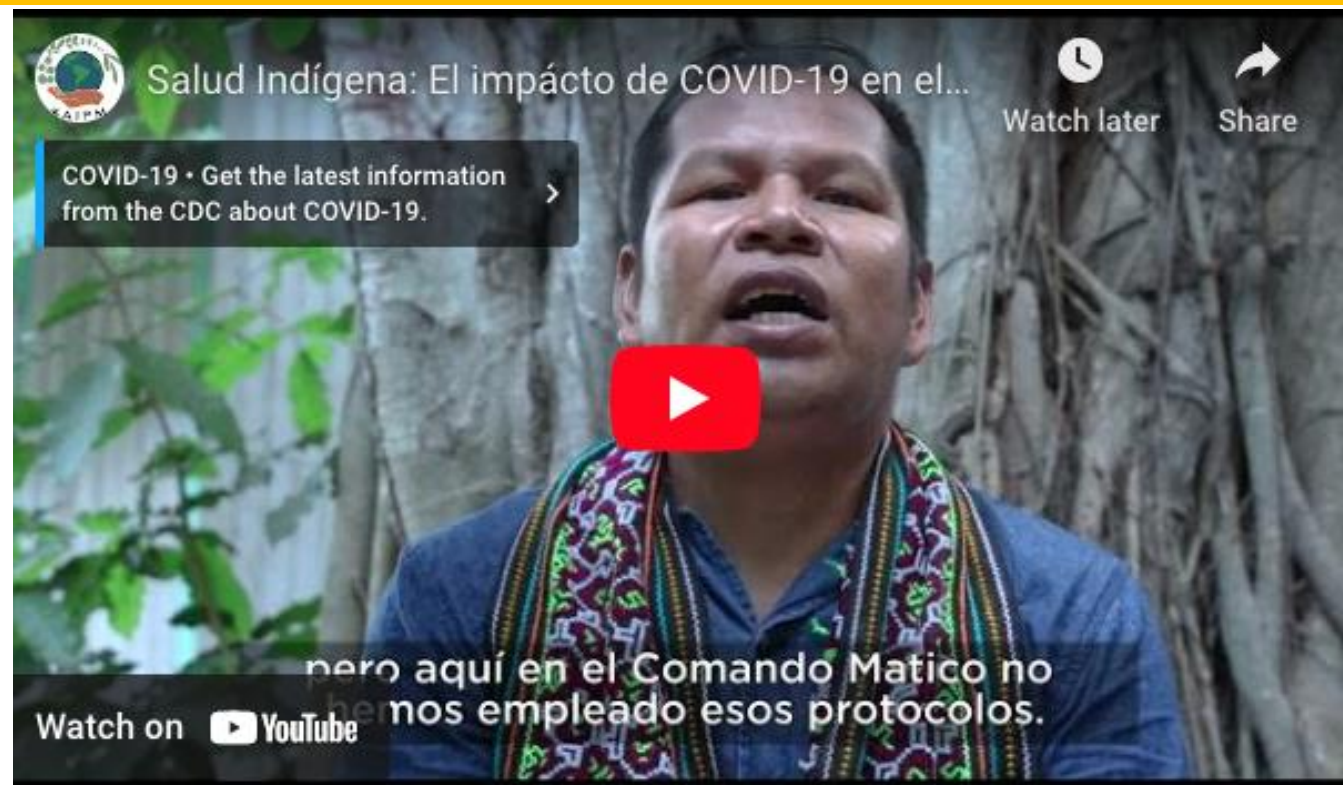 Salud Indígena: El impácto de COVID-19 en el...
Watch later
Share
COVID-19 • Get the latest information
from the CDC about COVID-19.
pero aquí en el Comando Matico no
hemos empleado esos protocolos.
Watch on YouTube